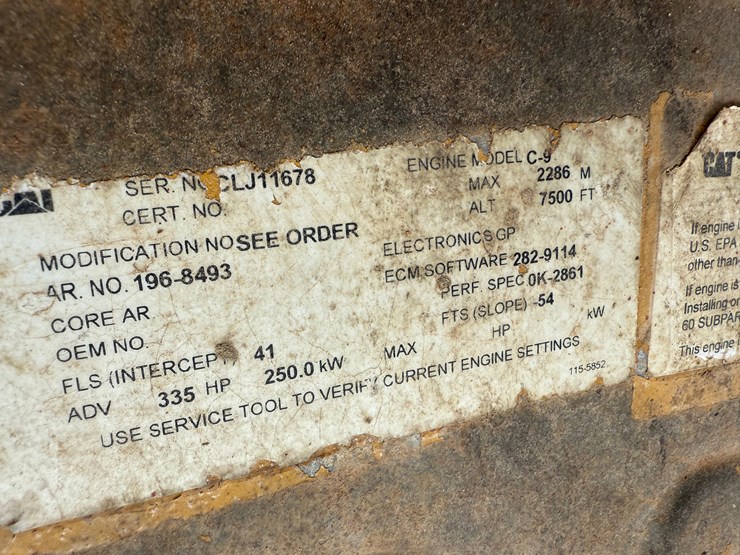 SER. NO CLJ11678
CERT. NO.
MODIFICATION NO SEE ORDER
AR. NO. 196-8493
CORE AR
OEM NO.
FLS (INTERCEPT) 41
ADV 335 HP 250.0 kW
USE SERVICE TOOL TO VERIFY CURRENT ENGINE SETTINGS
ENGINE MODEL C-9
MAX 2286 M
ALT 7500 FT
ELECTRONICS GP
ECM SOFTWARE 282-9114
PERF. SPEC 0K-2861
FTS (SLOPE) -54
MAX HP kW
115-5852
CAT
If engine
U.S. EPA
other than
If engine is
Installing
60 SUBPAR
This engine